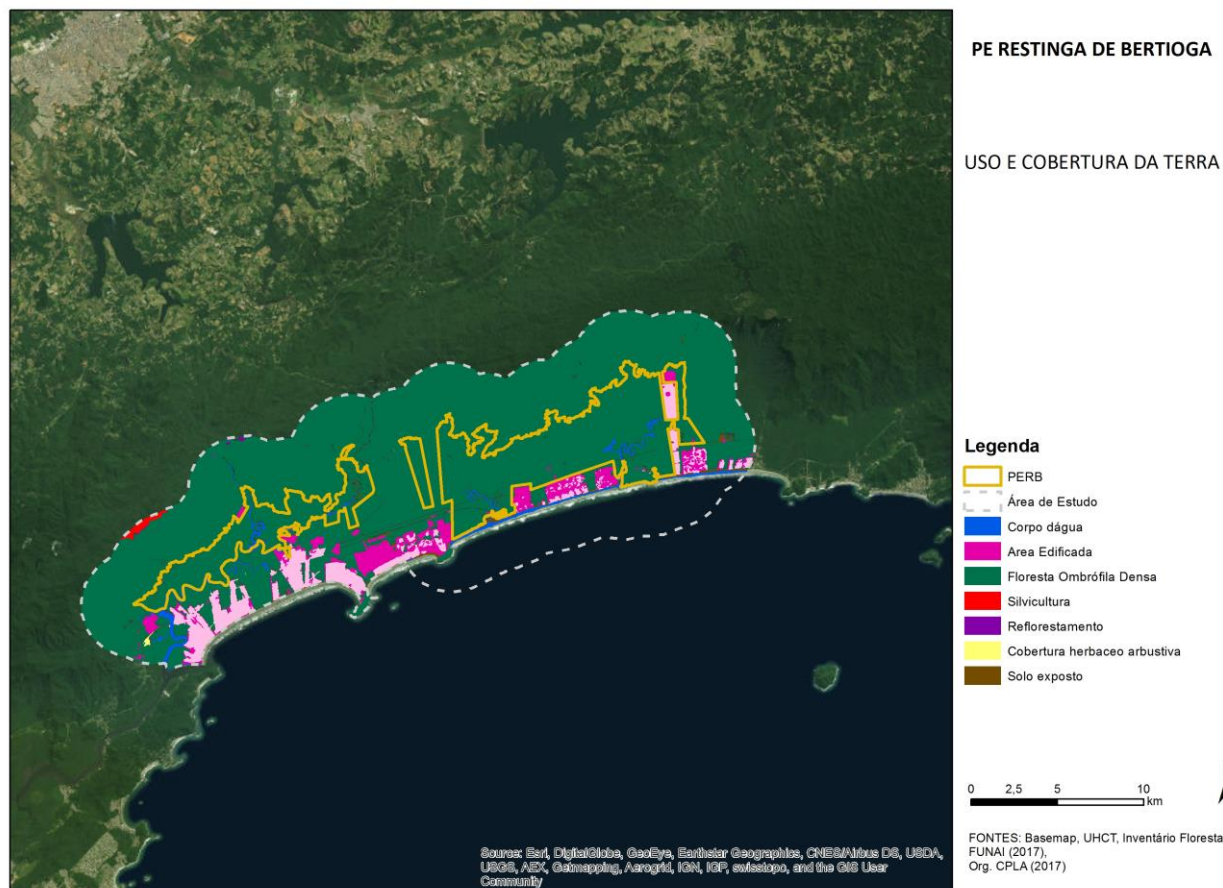 PE RESTINGA DE BERTIOGA
USO E COBERTURA DA TERRA
Legenda
PERB
Área de Estudo
Corpo dágua
Area Edificada
Floresta Ombrófila Densa
Silvicultura
Reflorestamento
Cobertura herbaceo arbustiva
Solo exposto
0 2,5 5 10
km
FONTES: Basemap, UHCT, Inventário Floresta
FUNAI (2017),
Org. CPLA (2017)
Source: Esri, DigitalGlobe, GeoEye, Earthstar Geographics, CNES/Airbus DS, USDA,
USGS, AEX, Getmapping, Aerogrid, IGN, IGP, swisstopo, and the GIS User
Community